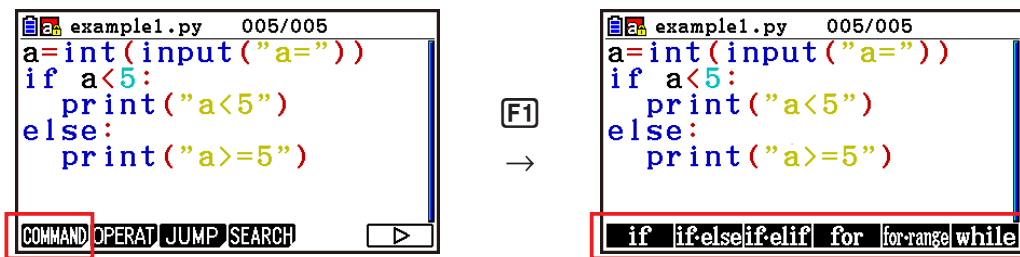 example1.py 005/005
a=int(input("a="))
if a<5:
  print("a<5")
else:
  print("a>=5")
COMMAND OPERAT JUMP SEARCH ▷
F1
→
example1.py 005/005
a=int(input("a="))
if a<5:
  print("a<5")
else:
  print("a>=5")
if if·else if·elif for for·range while